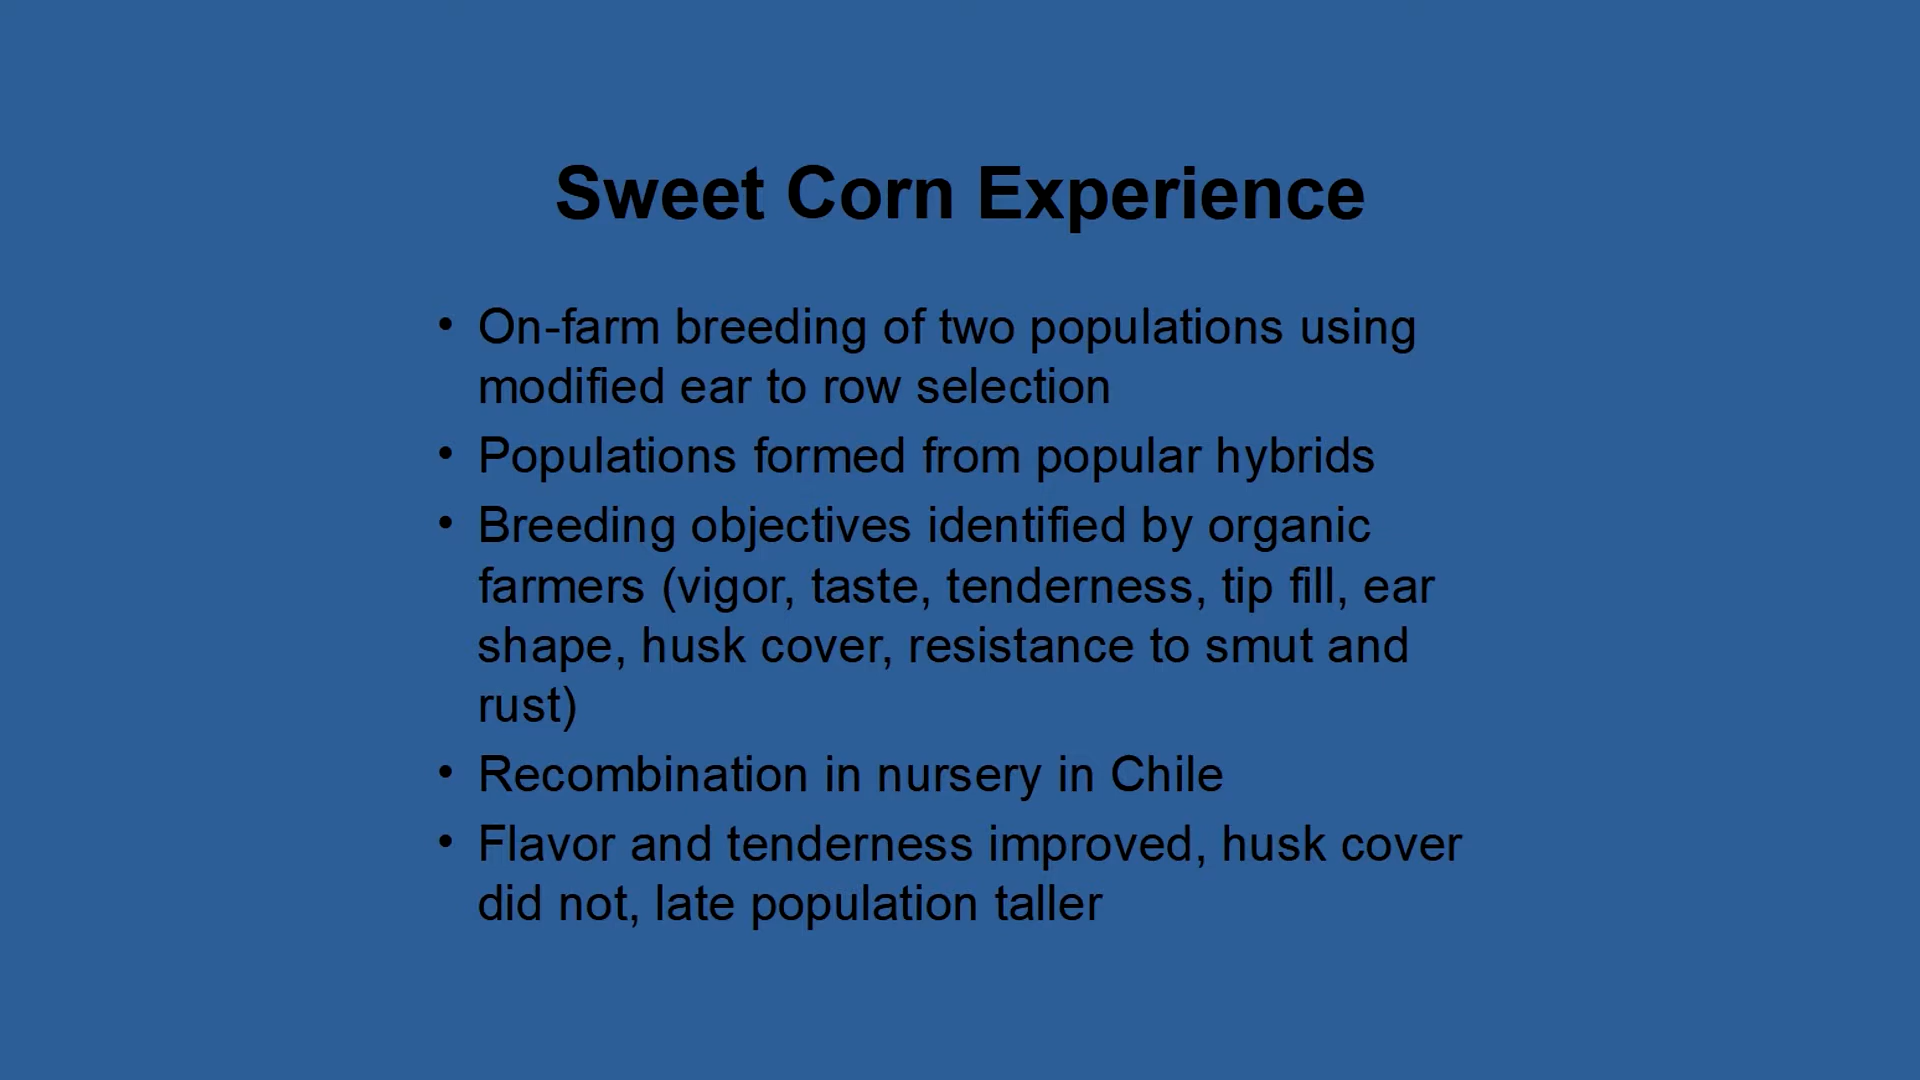 Sweet Corn Experience
• On-farm breeding of two populations using
modified ear to row selection
• Populations formed from popular hybrids
• Breeding objectives identified by organic
farmers (vigor, taste, tenderness, tip fill, ear
shape, husk cover, resistance to smut and
rust)
• Recombination in nursery in Chile
• Flavor and tenderness improved, husk cover
did not, late population taller